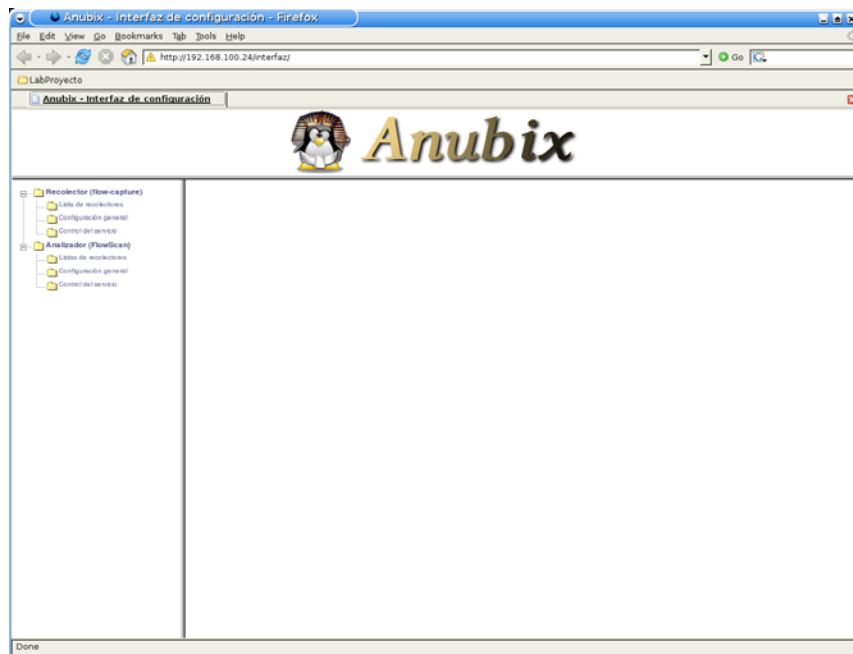 Anubix - Interfaz de configuración - Firefox
File Edit View Go Bookmarks Tab Tools Help
http://192.168.100.24/interfaz/ Go
LabProyecto
Anubix - Interfaz de configuración
Anubix
Recolector (flow-capture)
Lista de recolectores
Configuración general
Control del servicio
Analizador (FlowScan)
Listas de recolectores
Configuración general
Control del servicio
Done